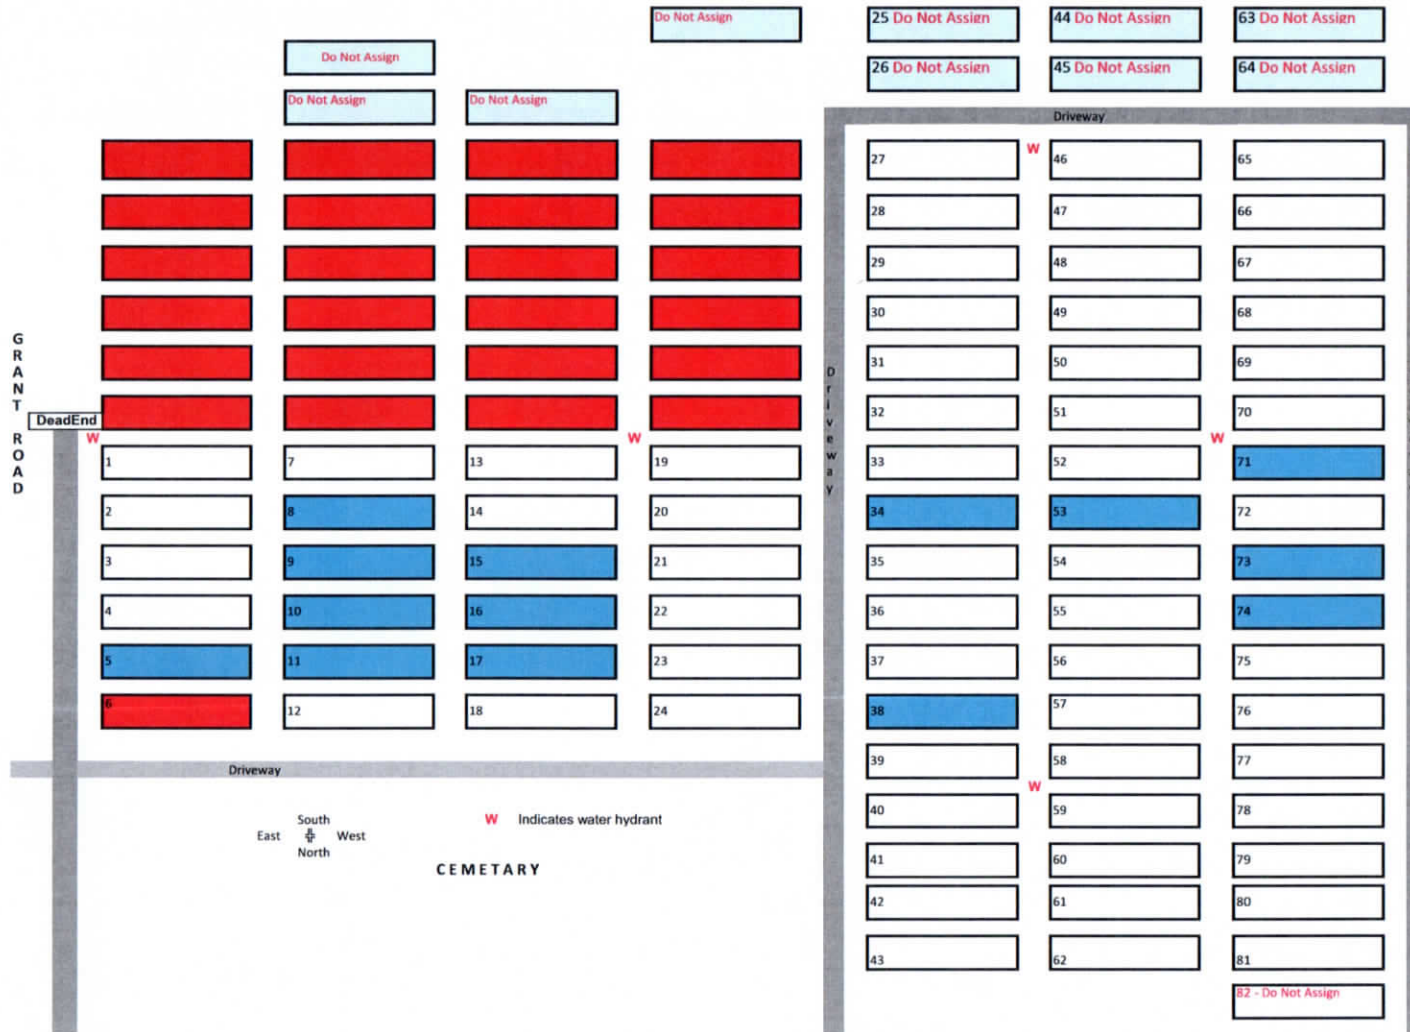 Do Not Assign
25 Do Not Assign
44 Do Not Assign
63 Do Not Assign
Do Not Assign
26 Do Not Assign
45 Do Not Assign
64 Do Not Assign
Do Not Assign
Do Not Assign
Driveway
W
27
46
65
28
47
66
29
48
67
30
49
68
31
50
69
32
51
70
GRANT ROAD
DeadEnd
Driveway
W
W
W
1
7
13
19
33
52
71
2
8
14
20
34
53
72
3
9
15
21
35
54
73
4
10
16
22
36
55
74
5
11
17
23
37
56
75
6
12
18
24
38
57
76
Driveway
39
58
77
W
40
59
78
South
East
West
North
W Indicates water hydrant
CEMETARY
41
60
79
42
61
80
43
62
81
82 - Do Not Assign